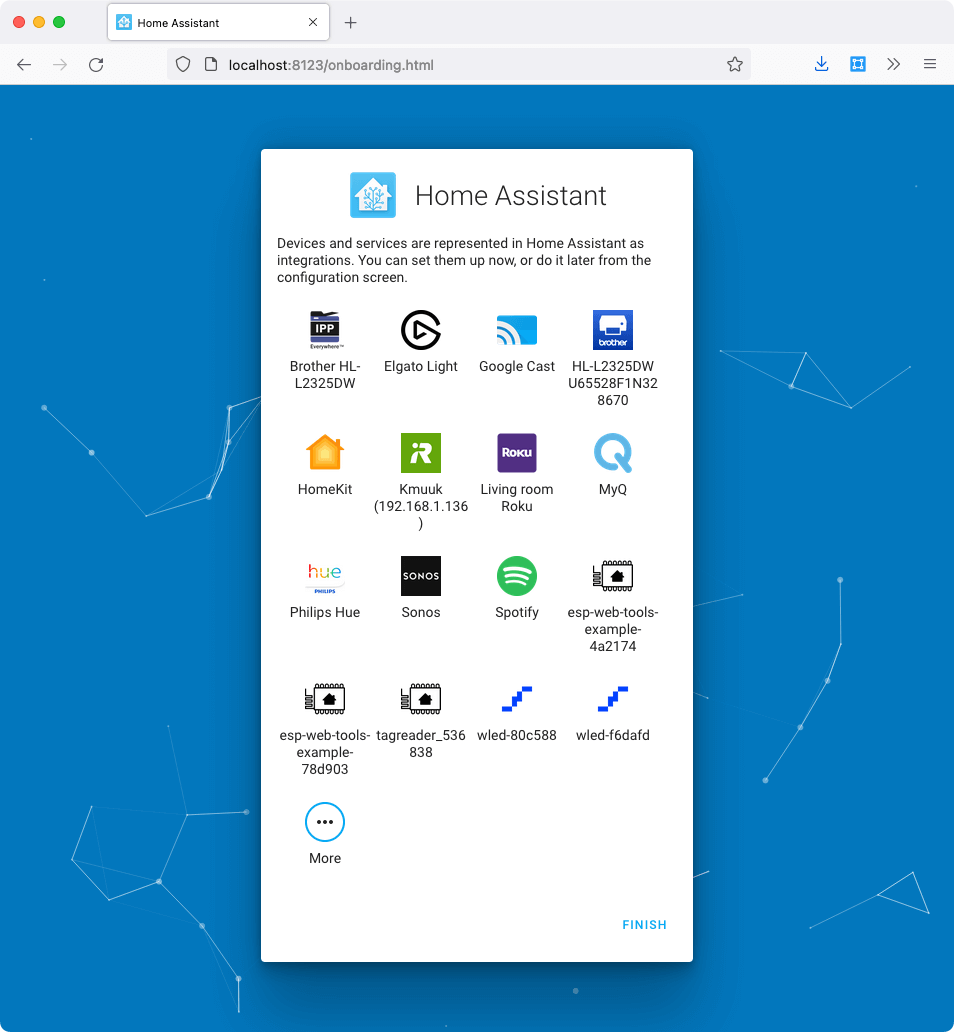 Home Assistant
localhost:8123/onboarding.html
Home Assistant
Devices and services are represented in Home Assistant as
integrations. You can set them up now, or do it later from the
configuration screen.
IPP
Everywhere™
brother
Brother HL-
L2325DW
Elgato Light
Google Cast
HL-L2325DW
U65528F1N32
8670
R
ROKU
HomeKit
Kmuuk
(192.168.1.136
)
Living room
Roku
MyQ
hue
PHILIPS
SONOS
Philips Hue
Sonos
Spotify
esp-web-tools-
example-
4a2174
esp-web-tools-
example-
78d903
tagreader_536
838
wled-80c588
wled-f6dafd
More
FINISH